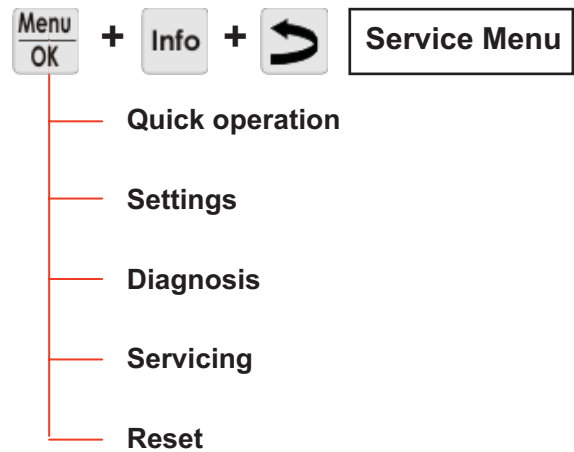 Menu
OK + Info + Service Menu
Quick operation
Settings
Diagnosis
Servicing
Reset